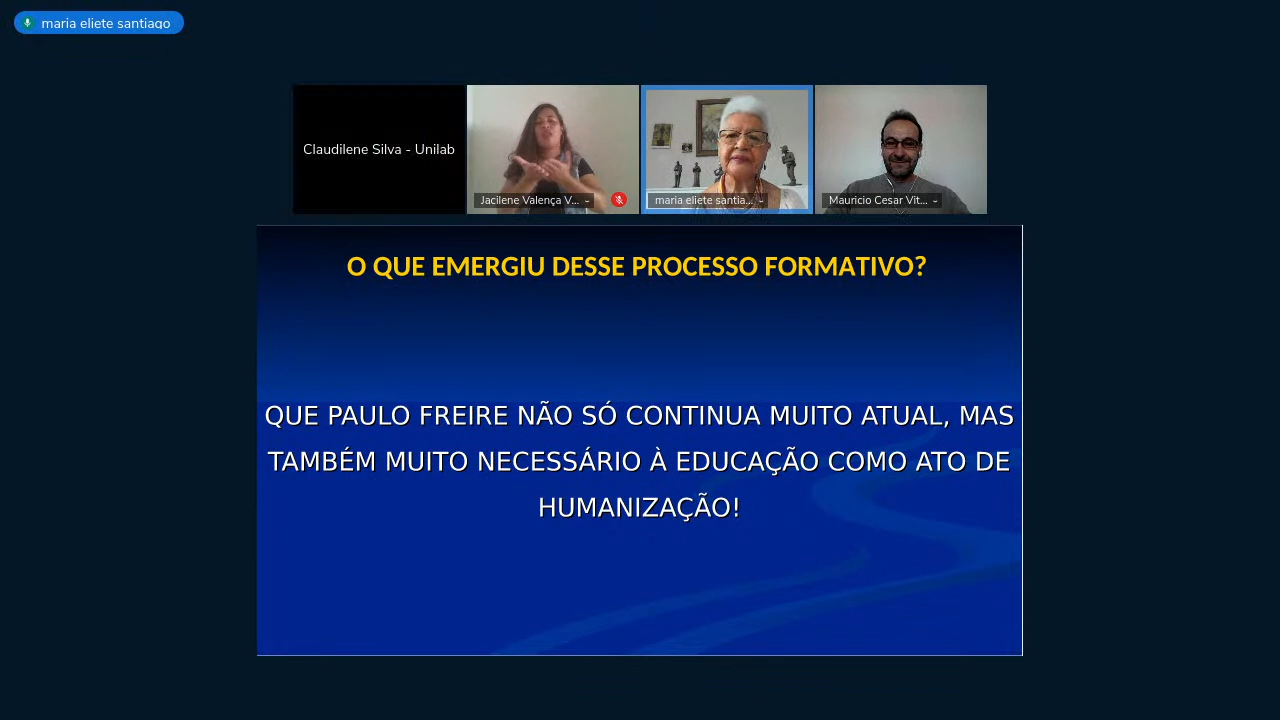 maria eliete santiago
Claudilene Silva - Unilab
Jacilene Valença V...
maria eliete santia...
Mauricio Cesar Vit...
O QUE EMERGIU DESSE PROCESSO FORMATIVO?
QUE PAULO FREIRE NÃO SÓ CONTINUA MUITO ATUAL, MAS
TAMBÉM MUITO NECESSÁRIO À EDUCAÇÃO COMO ATO DE
HUMANIZAÇÃO!